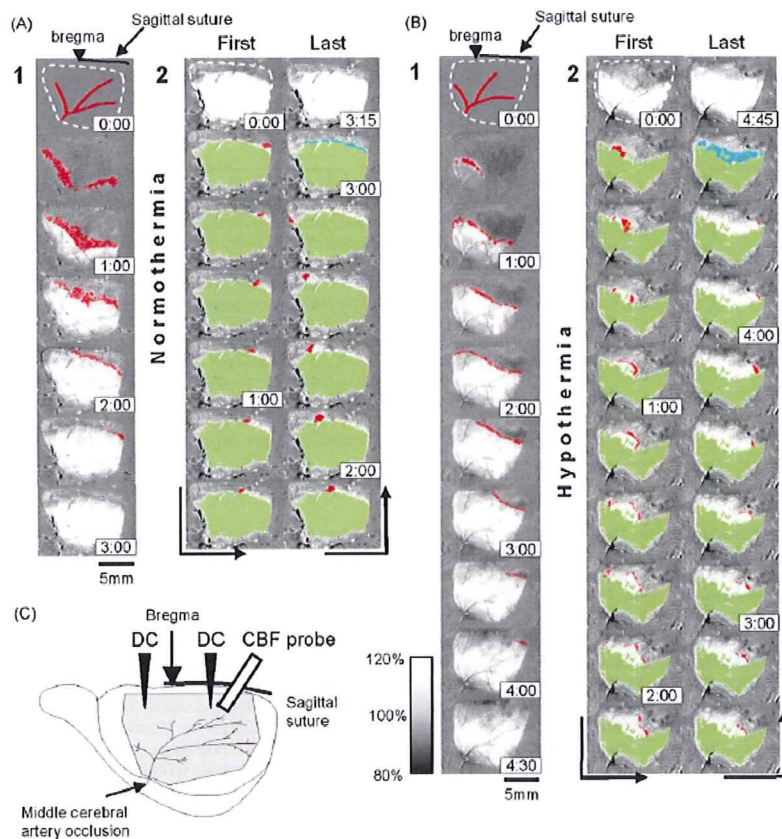 (A)
Sagittal suture
bregma
First
Last
1
2
0:00
0:00
3:15
3:00
1:00
Normothermia
2:00
1:00
2:00
3:00
5mm
(B)
Sagittal suture
bregma
First
Last
1
2
0:00
0:00
4:45
1:00
4:00
Hypothermia
2:00
1:00
3:00
3:00
4:00
2:00
4:30
5mm
(C)
Bregma
DC
DC
CBF probe
Sagittal
suture
Middle cerebral
artery occlusion
120%
100%
80%